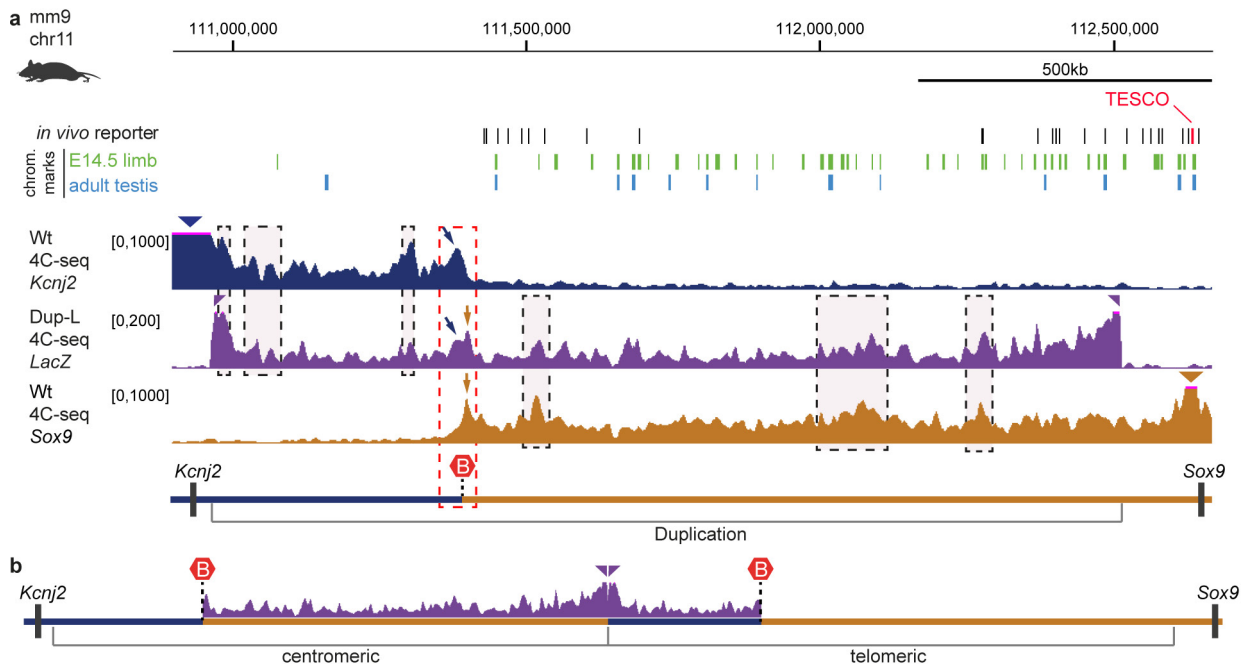 a
mm9
chr11
111,000,000
111,500,000
112,000,000
112,500,000
500kb
TESCO
in vivo reporter
chrom. marks
E14.5 limb
adult testis
Wt
4C-seq
Kcnj2
[0,1000]
Dup-L
4C-seq
LacZ
[0,200]
Wt
4C-seq
Sox9
[0,1000]
Kcnj2
B
Sox9
Duplication
b
Kcnj2
B
B
Sox9
centromeric
telomeric